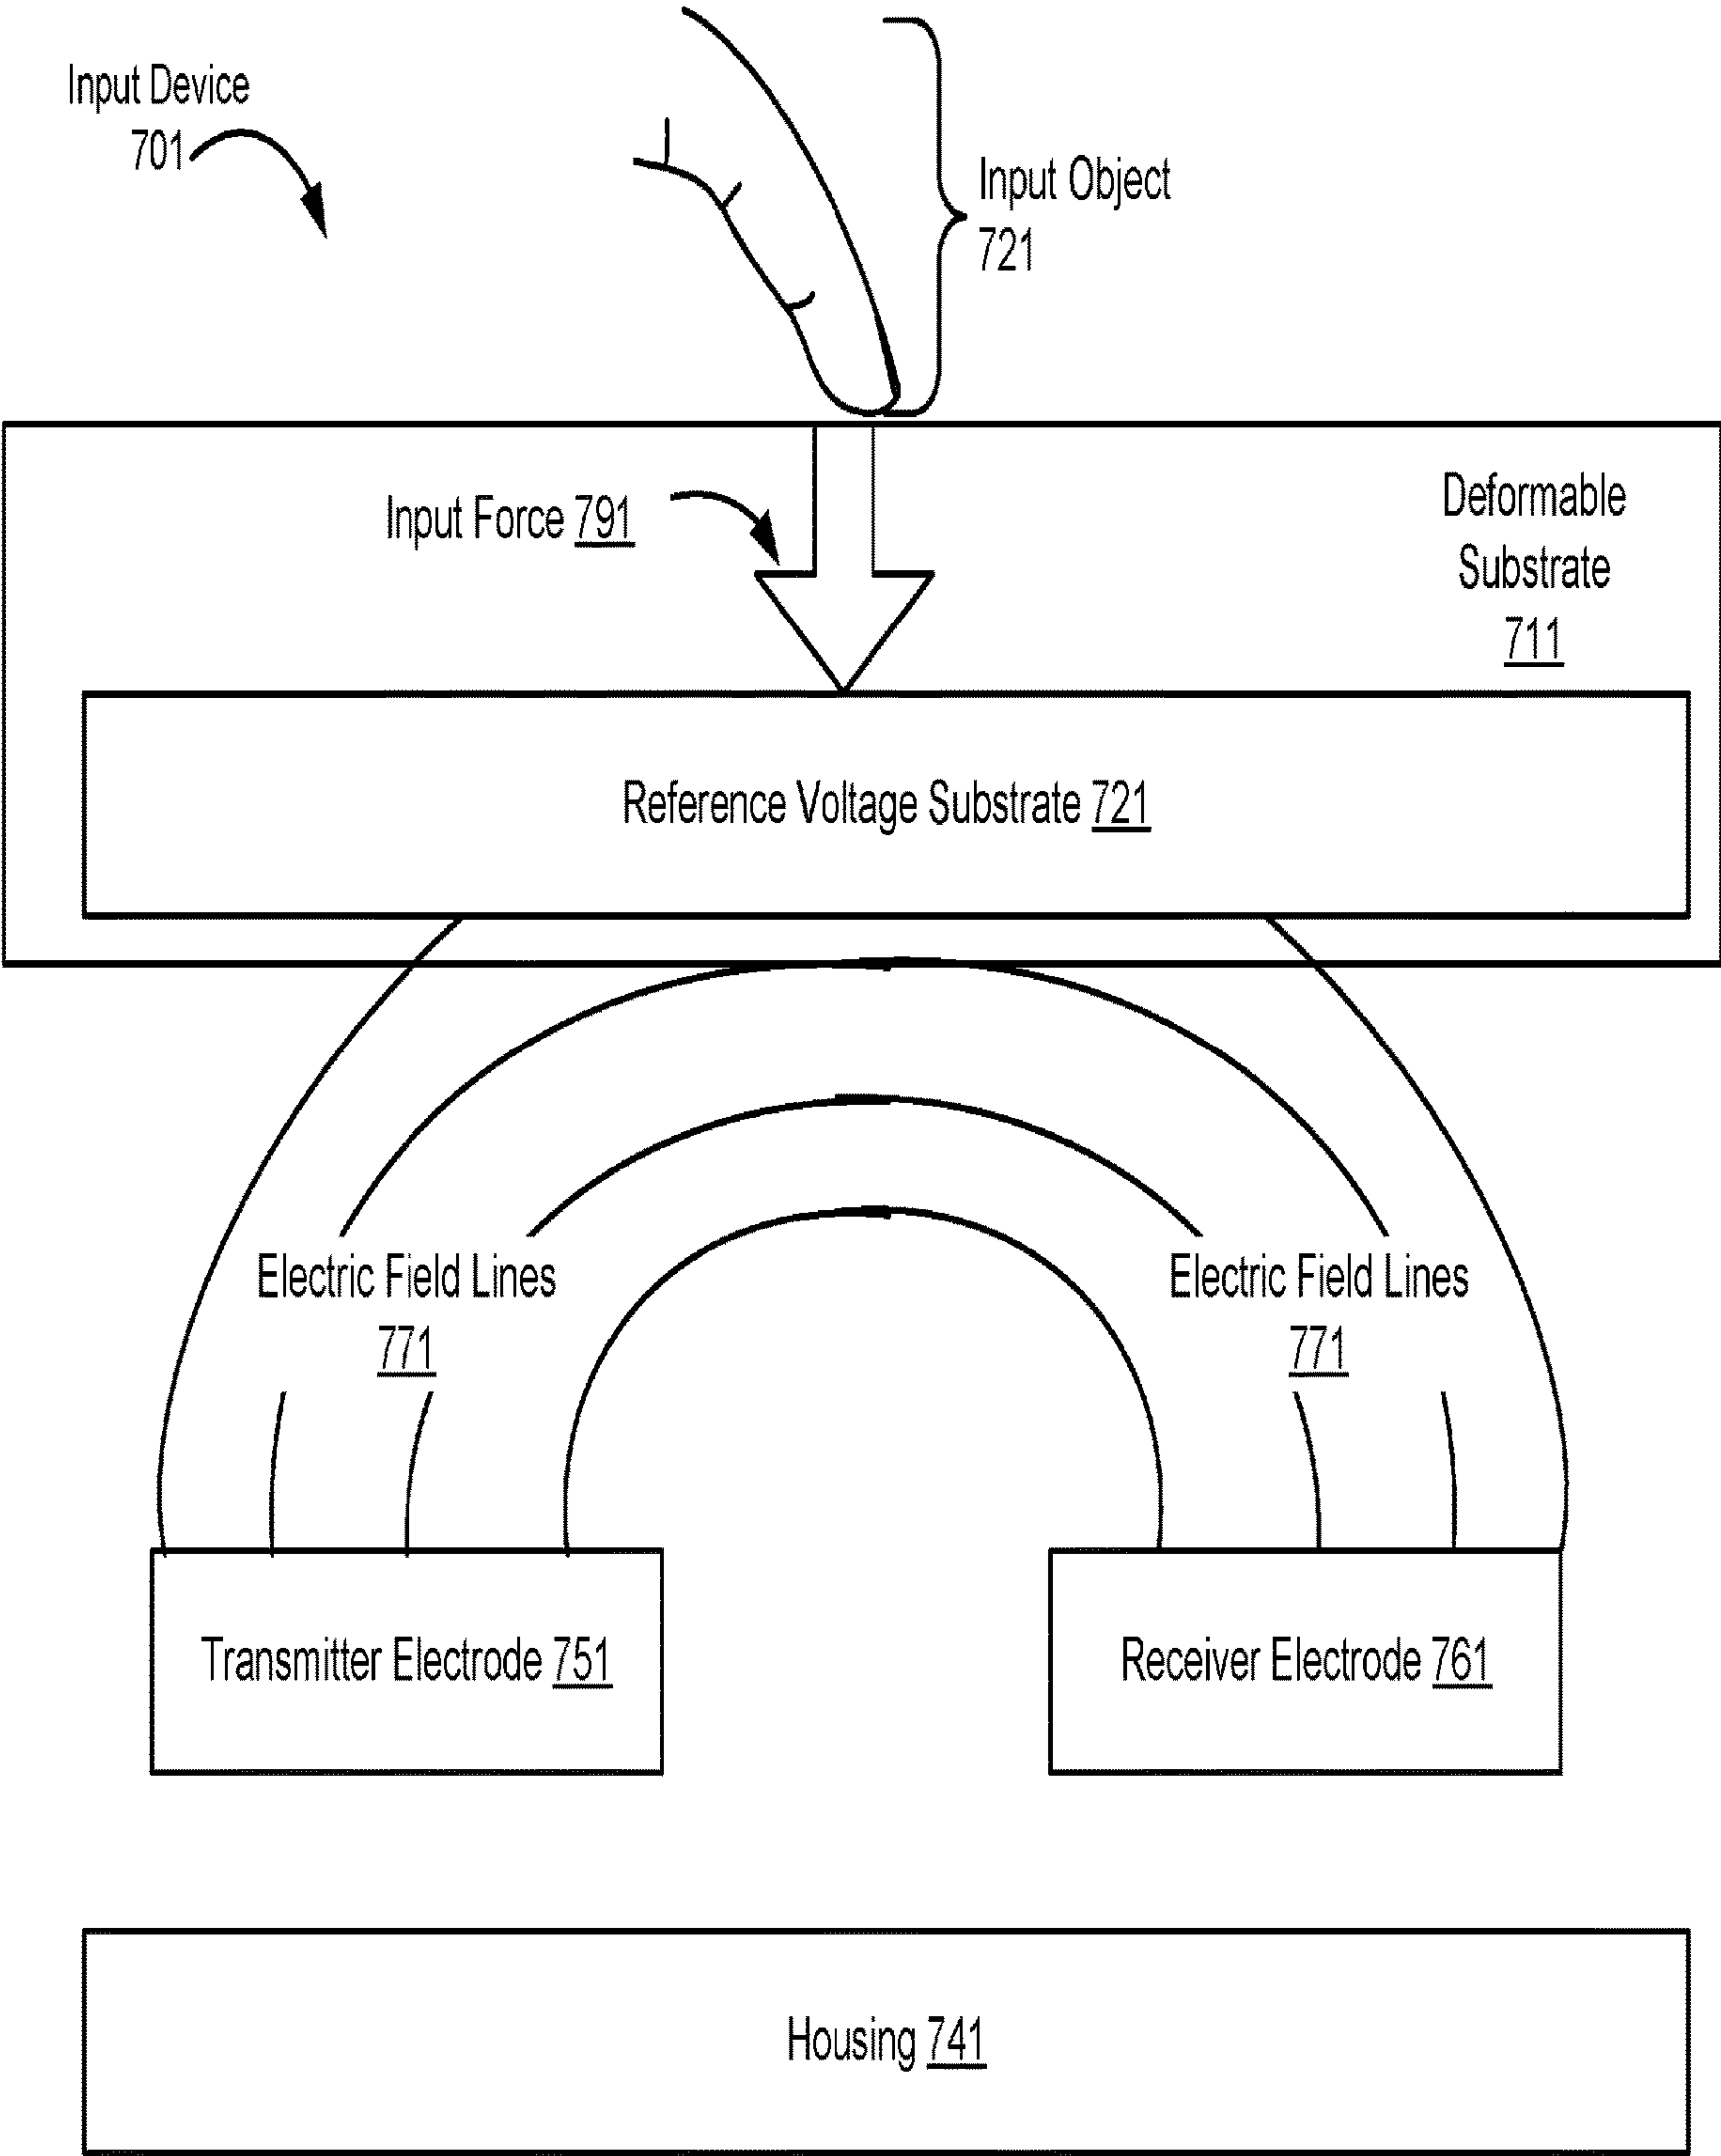 Input Device
701
Input Object
721
Input Force 791
Deformable
Substrate
711
Reference Voltage Substrate 721
Electric Field Lines
771
Electric Field Lines
771
Transmitter Electrode 751
Receiver Electrode 761
Housing 741